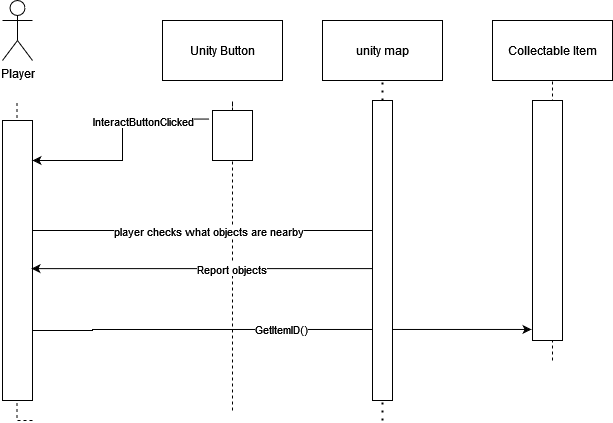 Player
Unity Button
unity map
Collectable Item
InteractButtonClicked
player checks what objects are nearby
Report objects
GetItemID()